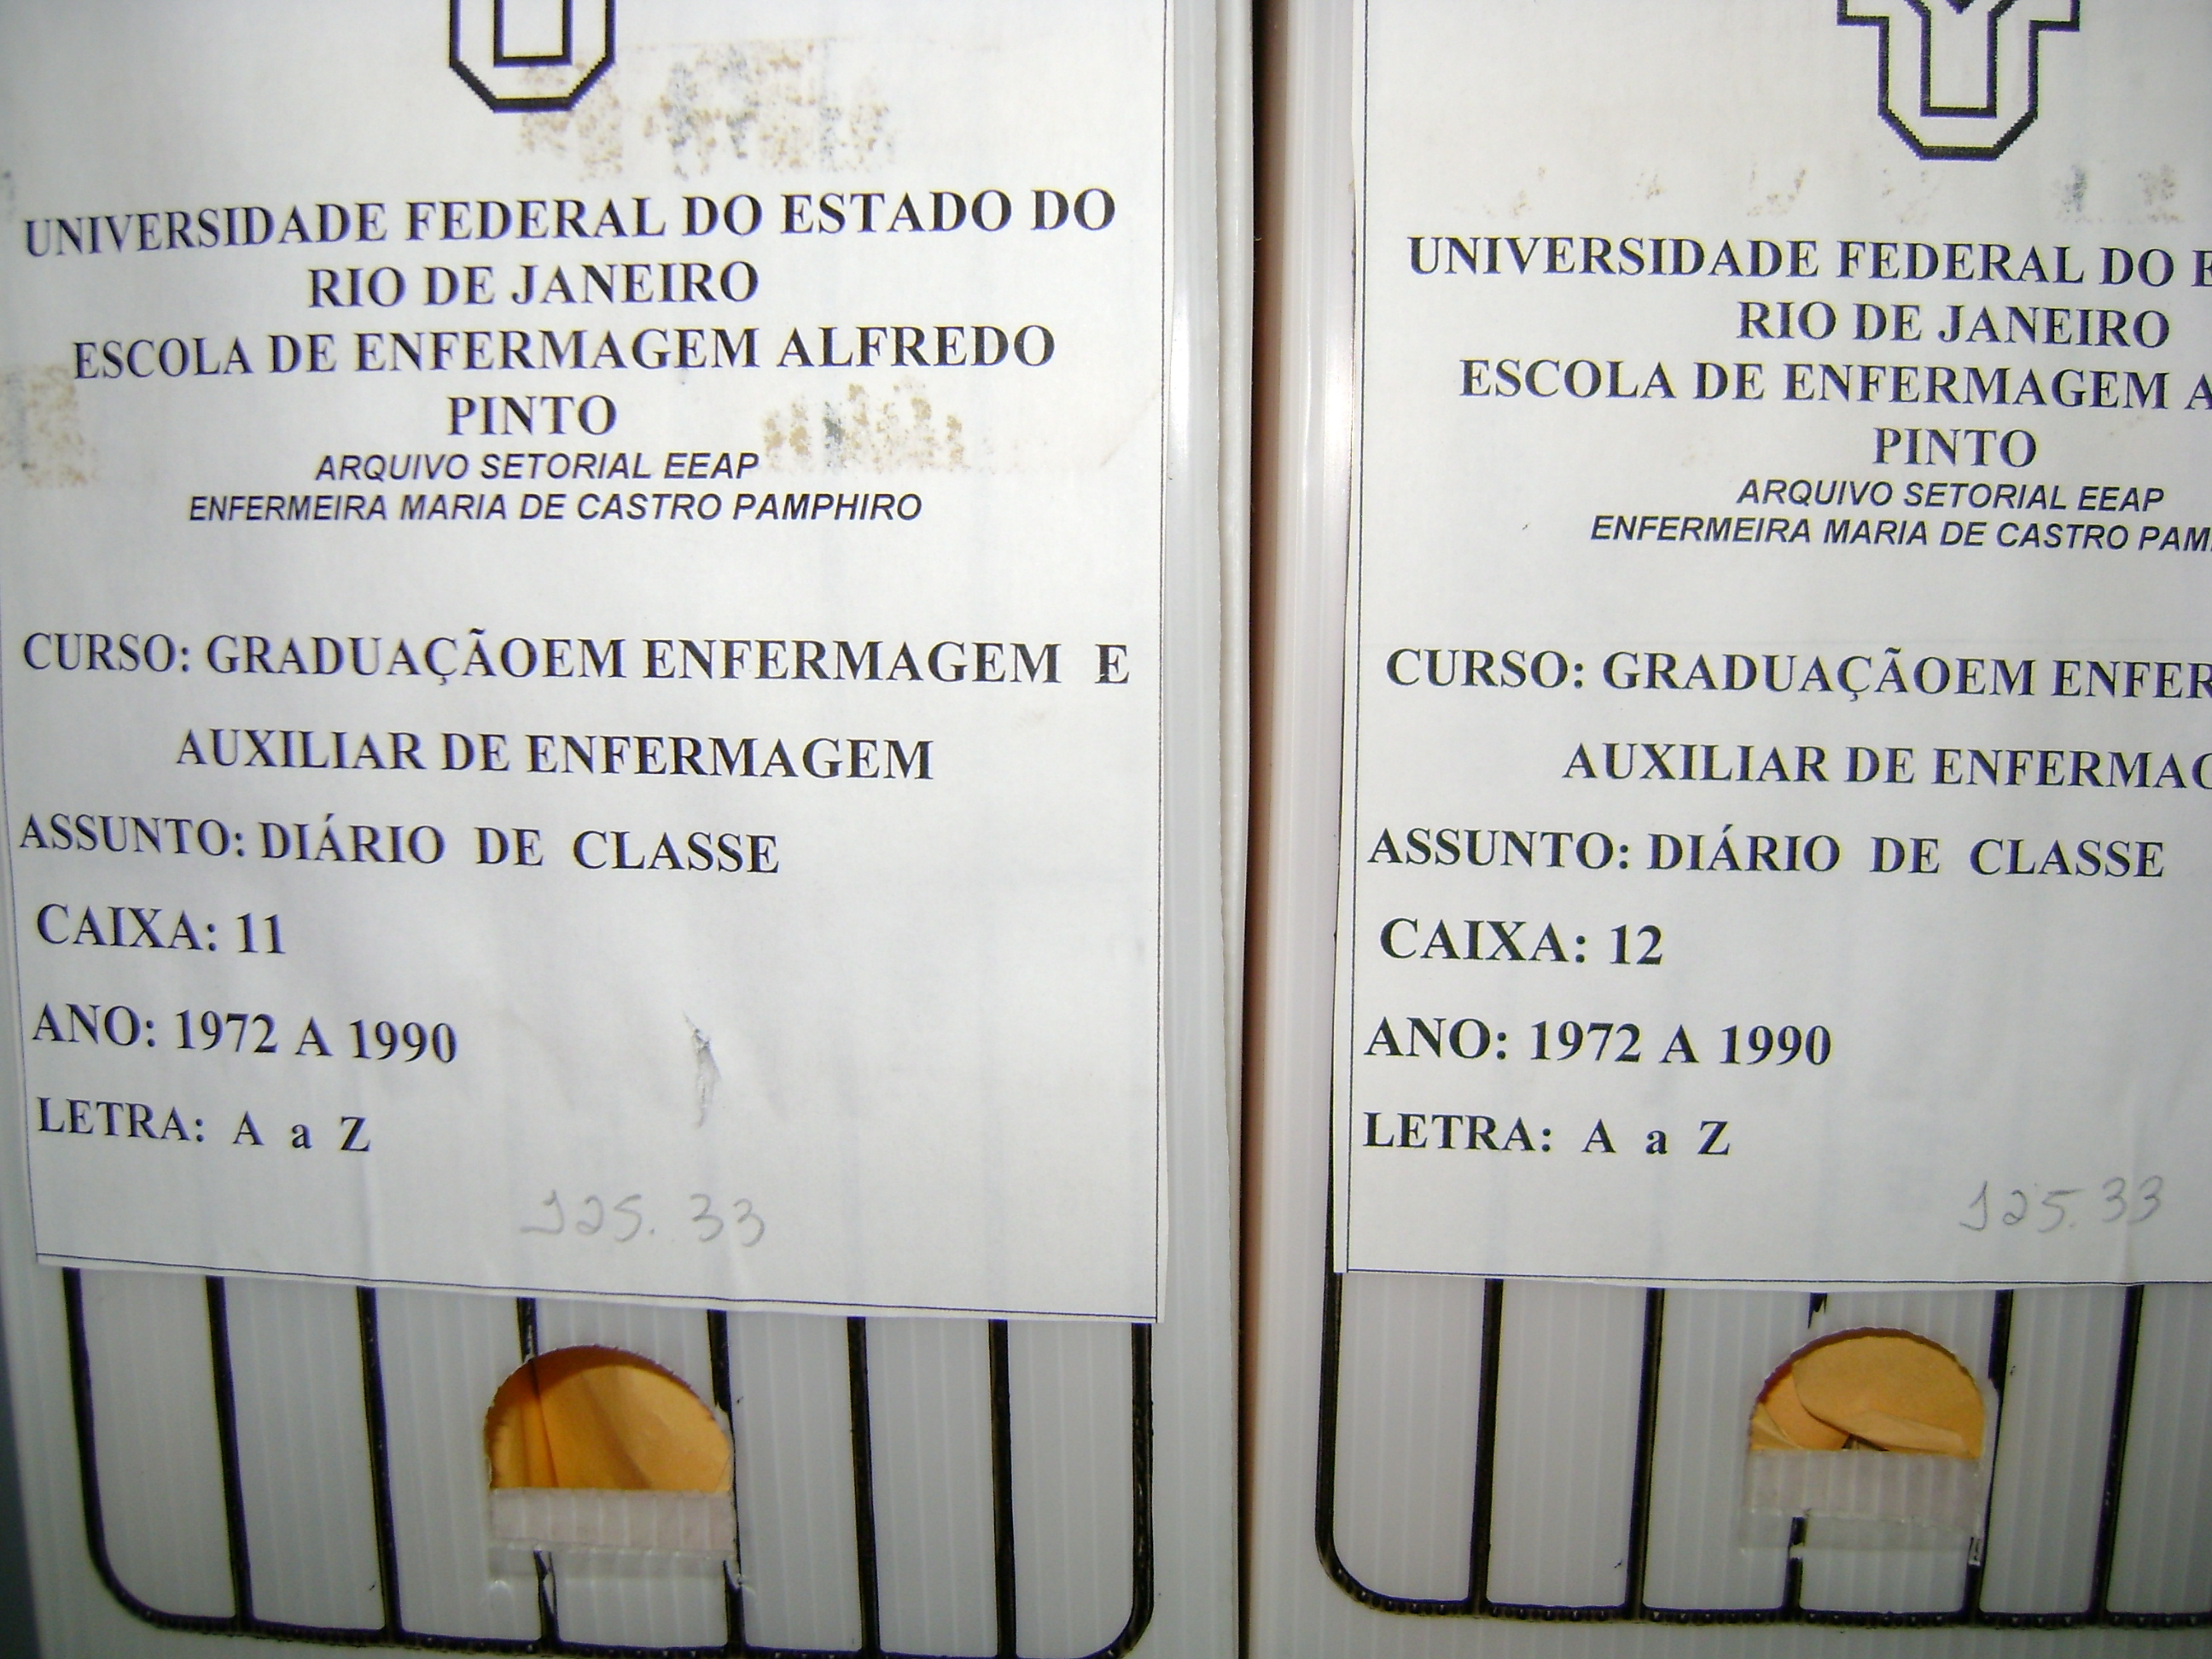 UNIVERSIDADE FEDERAL DO ESTADO DO
RIO DE JANEIRO
ESCOLA DE ENFERMAGEM ALFREDO
PINTO
ARQUIVO SETORIAL EEAP
ENFERMEIRA MARIA DE CASTRO PAMPHIRO
CURSO: GRADUAÇÃOEM ENFERMAGEM E
AUXILIAR DE ENFERMAGEM
ASSUNTO: DIÁRIO DE CLASSE
CAIXA: 11
ANO: 1972 A 1990
LETRA: A a Z
125.33
UNIVERSIDADE FEDERAL DO E
RIO DE JANEIRO
ESCOLA DE ENFERMAGEM A
PINTO
ARQUIVO SETORIAL EEAP
ENFERMEIRA MARIA DE CASTRO PAM
CURSO: GRADUAÇÃOEM ENFER
AUXILIAR DE ENFERMAG
ASSUNTO: DIÁRIO DE CLASSE
CAIXA: 12
ANO: 1972 A 1990
LETRA: A a Z
125.33